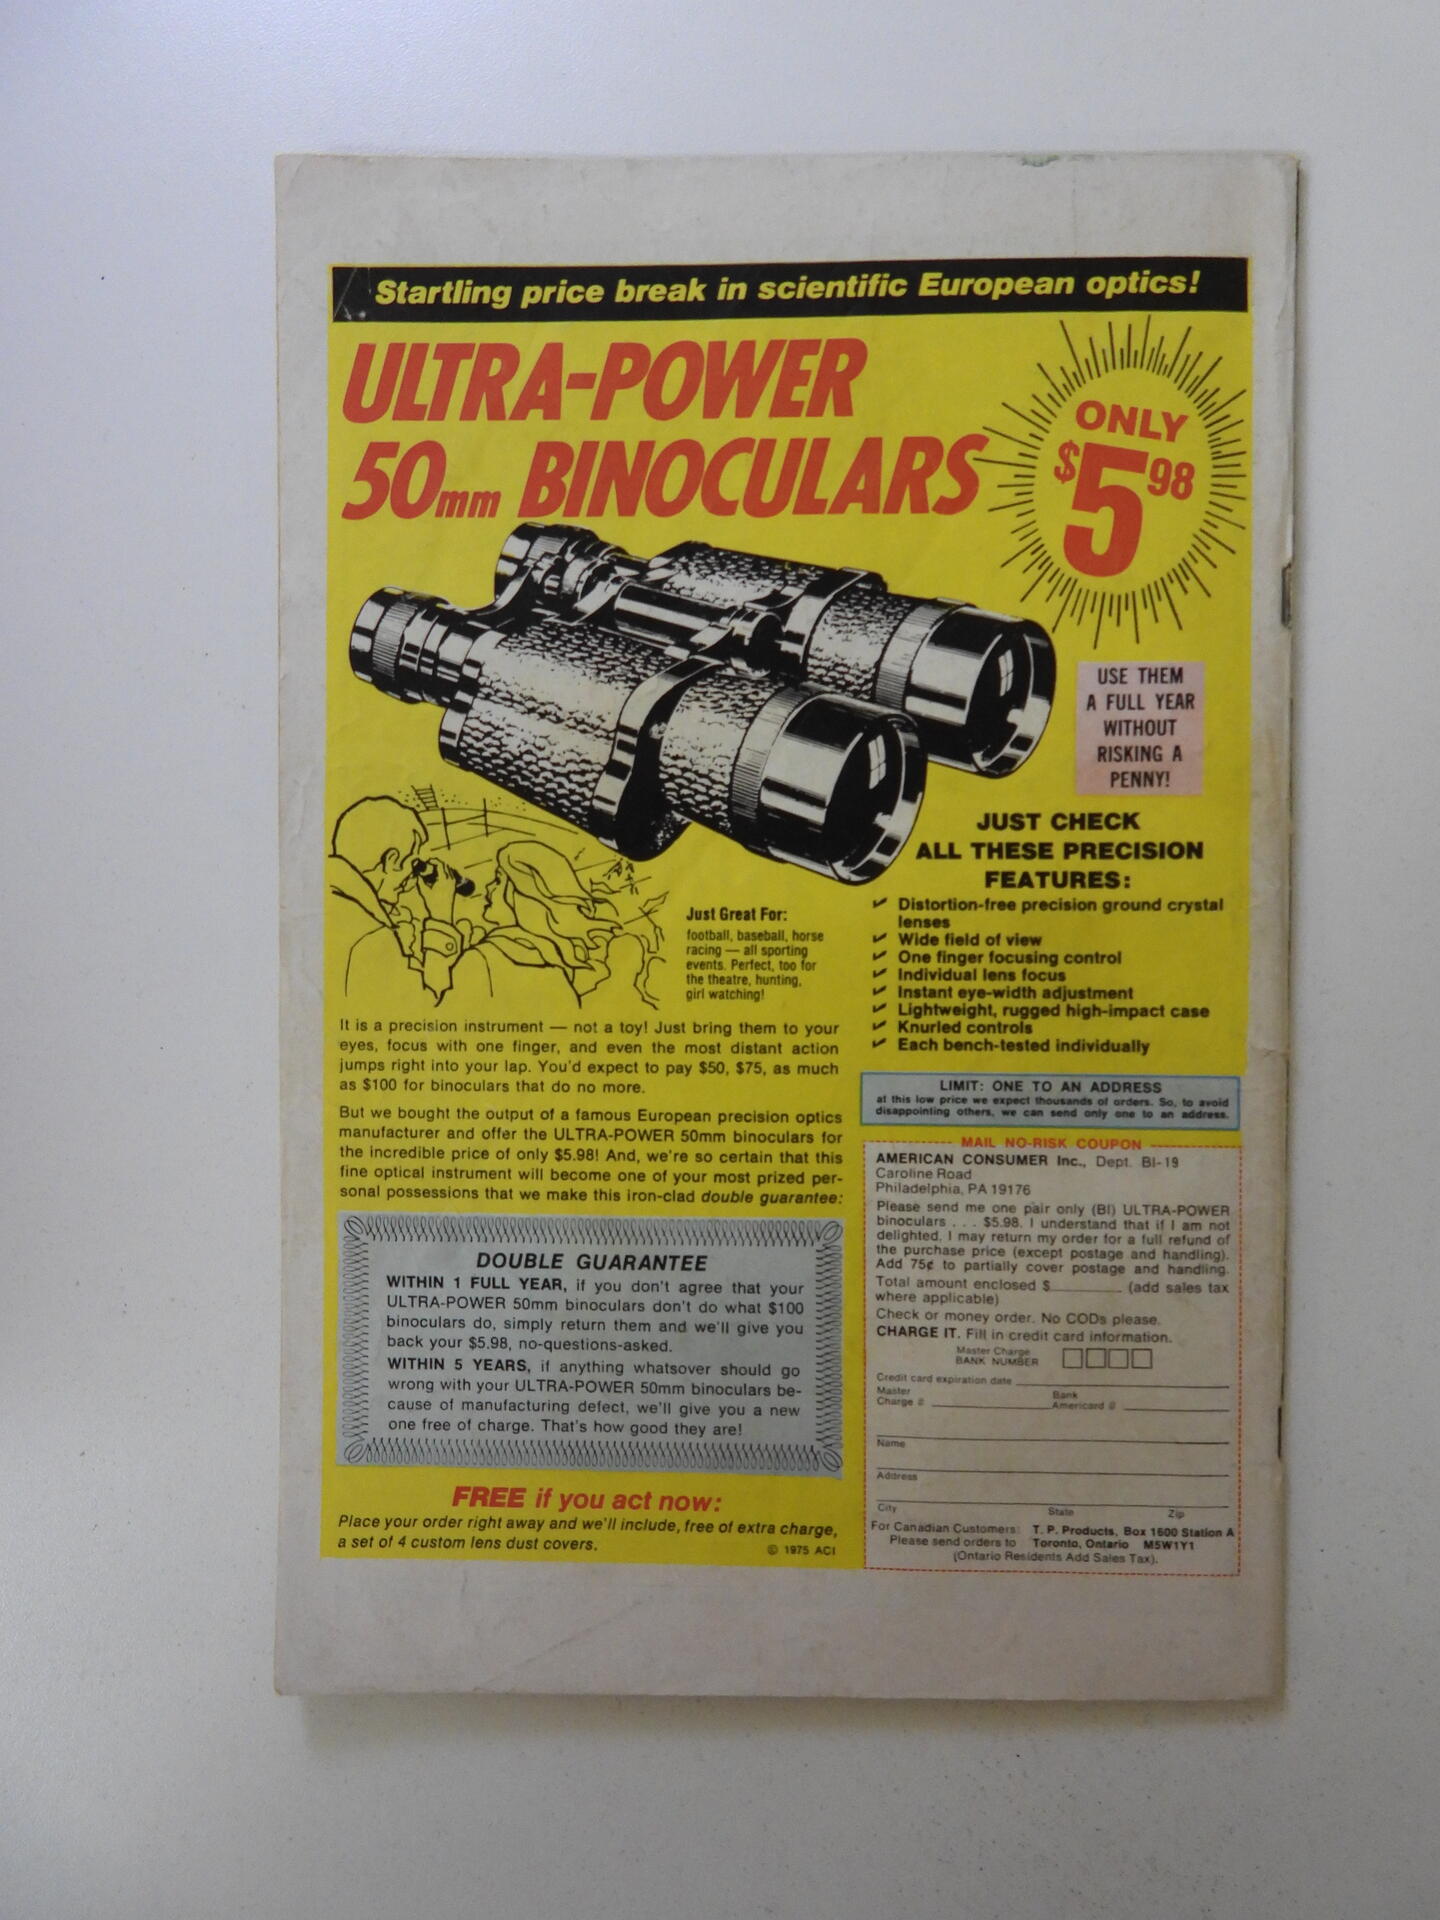 Startling price break in scientific European optics!
ULTRA-POWER
50mm BINOCULARS
ONLY
$5 98
USE THEM
A FULL YEAR
WITHOUT
RISKING A
PENNY!
JUST CHECK
ALL THESE PRECISION
FEATURES:
Distortion-free precision ground crystal
lenses
Wide field of view
One finger focusing control
Individual lens focus
Instant eye-width adjustment
Lightweight, rugged high-impact case
Knurled controls
Each bench-tested individually
Just Great For:
football, baseball, horse
racing — all sporting
events. Perfect, too for
the theatre, hunting,
girl watching!
It is a precision instrument — not a toy! Just bring them to your
eyes, focus with one finger, and even the most distant action
jumps right into your lap. You'd expect to pay $50, $75, as much
as $100 for binoculars that do no more.
But we bought the output of a famous European precision optics
manufacturer and offer the ULTRA-POWER 50mm binoculars for
the incredible price of only $5.98! And, we're so certain that this
fine optical instrument will become one of your most prized per-
sonal possessions that we make this iron-clad double guarantee:
DOUBLE GUARANTEE
WITHIN 1 FULL YEAR, if you don't agree that your
ULTRA-POWER 50mm binoculars don't do what $100
binoculars do, simply return them and we'll give you
back your $5.98, no-questions-asked.
WITHIN 5 YEARS, if anything whatsover should go
wrong with your ULTRA-POWER 50mm binoculars be-
cause of manufacturing defect, we'll give you a new
one free of charge. That's how good they are!
FREE if you act now:
Place your order right away and we'll include, free of extra charge,
a set of 4 custom lens dust covers.
© 1975 ACI
LIMIT: ONE TO AN ADDRESS
at this low price we expect thousands of orders. So, to avoid
disappointing others, we can send only one to an address.
MAIL NO-RISK COUPON
AMERICAN CONSUMER Inc., Dept. BI-19
Caroline Road
Philadelphia, PA 19176
Please send me one pair only (BI) ULTRA-POWER
binoculars . . . $5.98. I understand that if I am not
delighted, I may return my order for a full refund of
the purchase price (except postage and handling).
Add 75¢ to partially cover postage and handling.
Total amount enclosed $ (add sales tax
where applicable)
Check or money order. No CODs please.
CHARGE IT. Fill in credit card information.
Master Charge
BANK NUMBER
Credit card expiration date
Master Bank
Charge # Americard #
Name
Address
City State Zip
For Canadian Customers: T. P. Products, Box 1600 Station A
Please send orders to Toronto, Ontario M5W1Y1
(Ontario Residents Add Sales Tax).